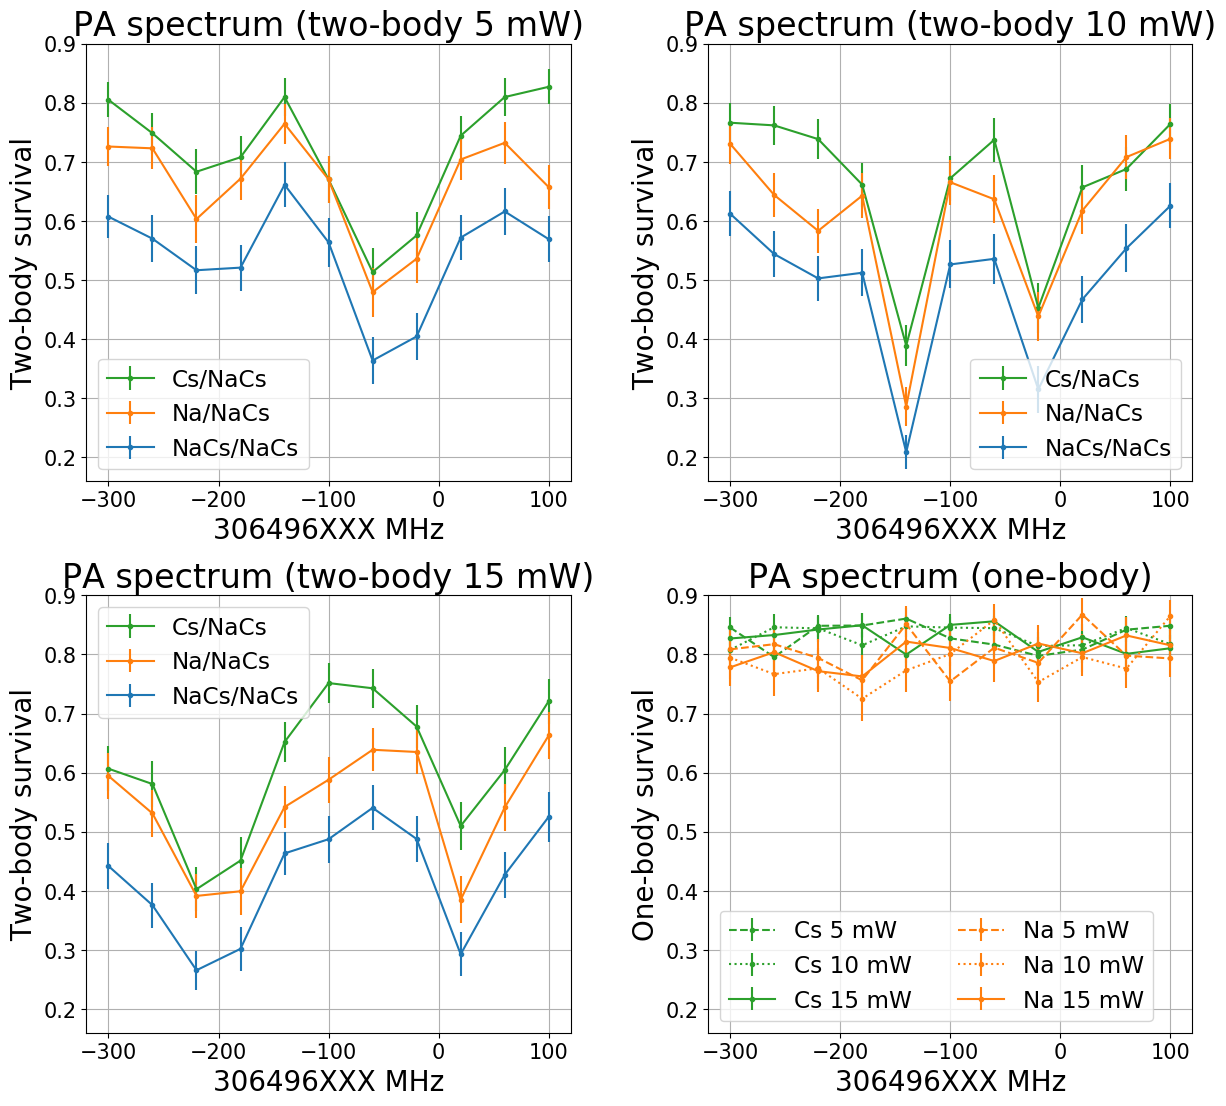 PA spectrum (two-body 5 mW)
0.9
0.8
0.7
0.6
0.5
0.4
0.3
0.2
Two-body survival
Cs/NaCs
Na/NaCs
NaCs/NaCs
−300 −200 −100 0 100
306496XXX MHz
PA spectrum (two-body 10 mW)
0.9
0.8
0.7
0.6
0.5
0.4
0.3
0.2
Two-body survival
Cs/NaCs
Na/NaCs
NaCs/NaCs
−300 −200 −100 0 100
306496XXX MHz
PA spectrum (two-body 15 mW)
0.9
0.8
0.7
0.6
0.5
0.4
0.3
0.2
Two-body survival
Cs/NaCs
Na/NaCs
NaCs/NaCs
−300 −200 −100 0 100
306496XXX MHz
PA spectrum (one-body)
0.9
0.8
0.7
0.6
0.5
0.4
0.3
0.2
One-body survival
Cs 5 mW Na 5 mW
Cs 10 mW Na 10 mW
Cs 15 mW Na 15 mW
−300 −200 −100 0 100
306496XXX MHz